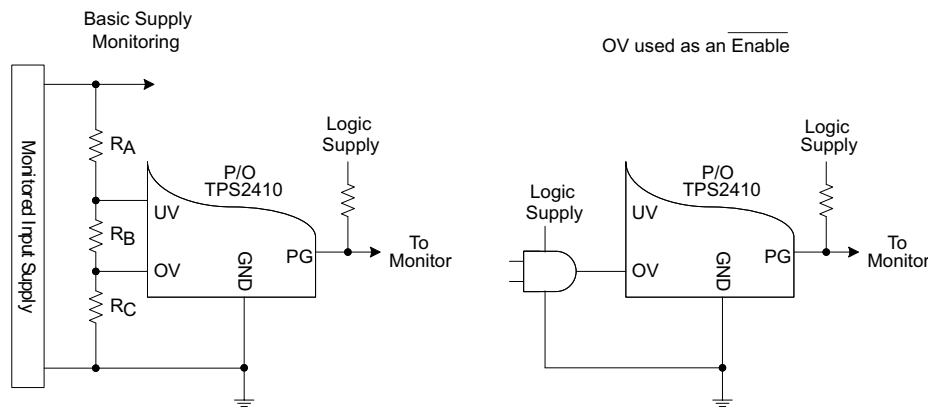 Basic Supply
Monitoring
Monitored Input Supply
RA
RB
RC
P/O
TPS2410
UV
OV
GND
PG
Logic
Supply
To
Monitor
OV used as an Enable
Logic
Supply
P/O
TPS2410
UV
OV
GND
PG
Logic
Supply
To
Monitor